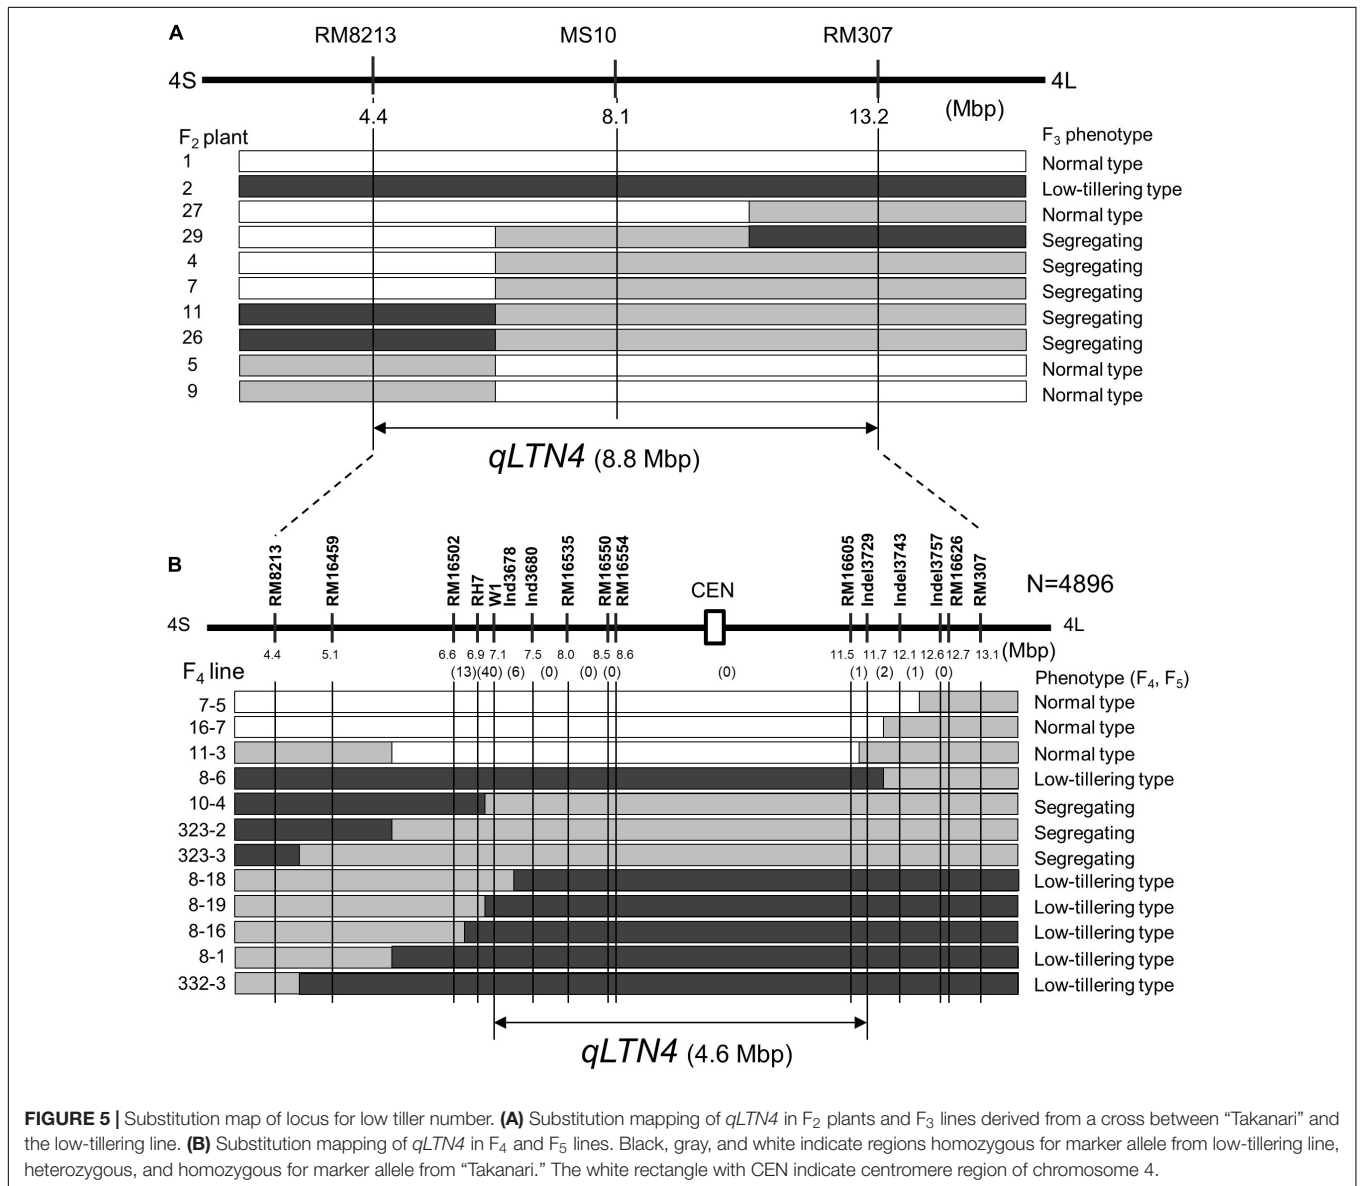 A
RM8213 MS10 RM307
4S 4L
4.4 8.1 13.2 (Mbp)
F2 plant F3 phenotype
1 Normal type
2 Low-tillering type
27 Normal type
29 Segregating
4 Segregating
7 Segregating
11 Segregating
26 Segregating
5 Normal type
9 Normal type
qLTN4 (8.8 Mbp)
B
RM8213 RM16459 RM16502 RH7 W1 Ind3678 Ind3680 RM16535 RM16550 RM16554 CEN RM16605 Indel3729 Indel3743 Indel3757 RM16626 RM307 N=4896
4S 4L
4.4 5.1 6.6 6.9 7.1 7.5 8.0 8.5 8.6 11.5 11.7 12.1 12.6 12.7 13.1 (Mbp)
F4 line (13) (40) (6) (0) (0) (0) (0) (1) (2) (1) (0) Phenotype (F4, F5)
7-5 Normal type
16-7 Normal type
11-3 Normal type
8-6 Low-tillering type
10-4 Segregating
323-2 Segregating
323-3 Segregating
8-18 Low-tillering type
8-19 Low-tillering type
8-16 Low-tillering type
8-1 Low-tillering type
332-3 Low-tillering type
qLTN4 (4.6 Mbp)
FIGURE 5 | Substitution map of locus for low tiller number. (A) Substitution mapping of qLTN4 in F2 plants and F3 lines derived from a cross between “Takanari” and
the low-tillering line. (B) Substitution mapping of qLTN4 in F4 and F5 lines. Black, gray, and white indicate regions homozygous for marker allele from low-tillering line,
heterozygous, and homozygous for marker allele from “Takanari.” The white rectangle with CEN indicate centromere region of chromosome 4.